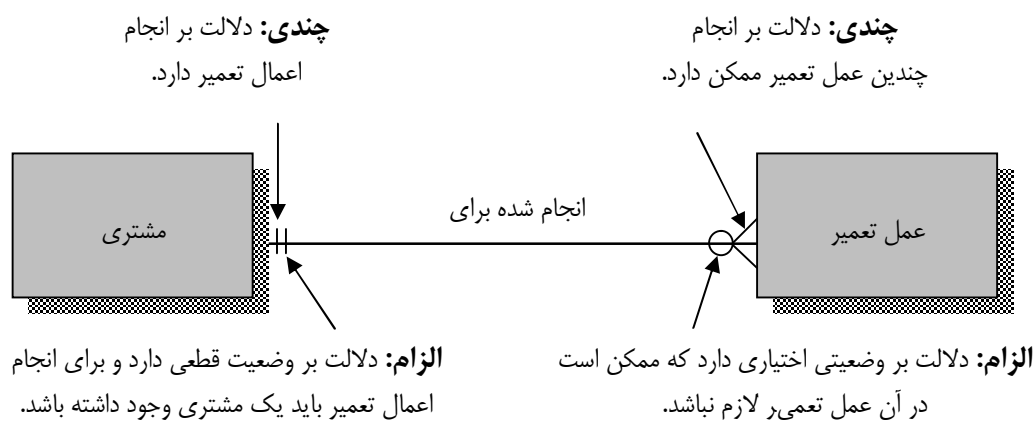 چندی: دلالت بر انجام
چندین عمل تعمیر ممکن دارد.
چندی: دلالت بر انجام
اعمال تعمیر دارد.
عمل تعمیر
انجام شده برای
مشتری
الزام: دلالت بر وضعیتی اختیاری دارد که ممکن است
در آن عمل تعمیر لازم نباشد.
الزام: دلالت بر وضعیت قطعی دارد و برای انجام
اعمال تعمیر باید یک مشتری وجود داشته باشد.